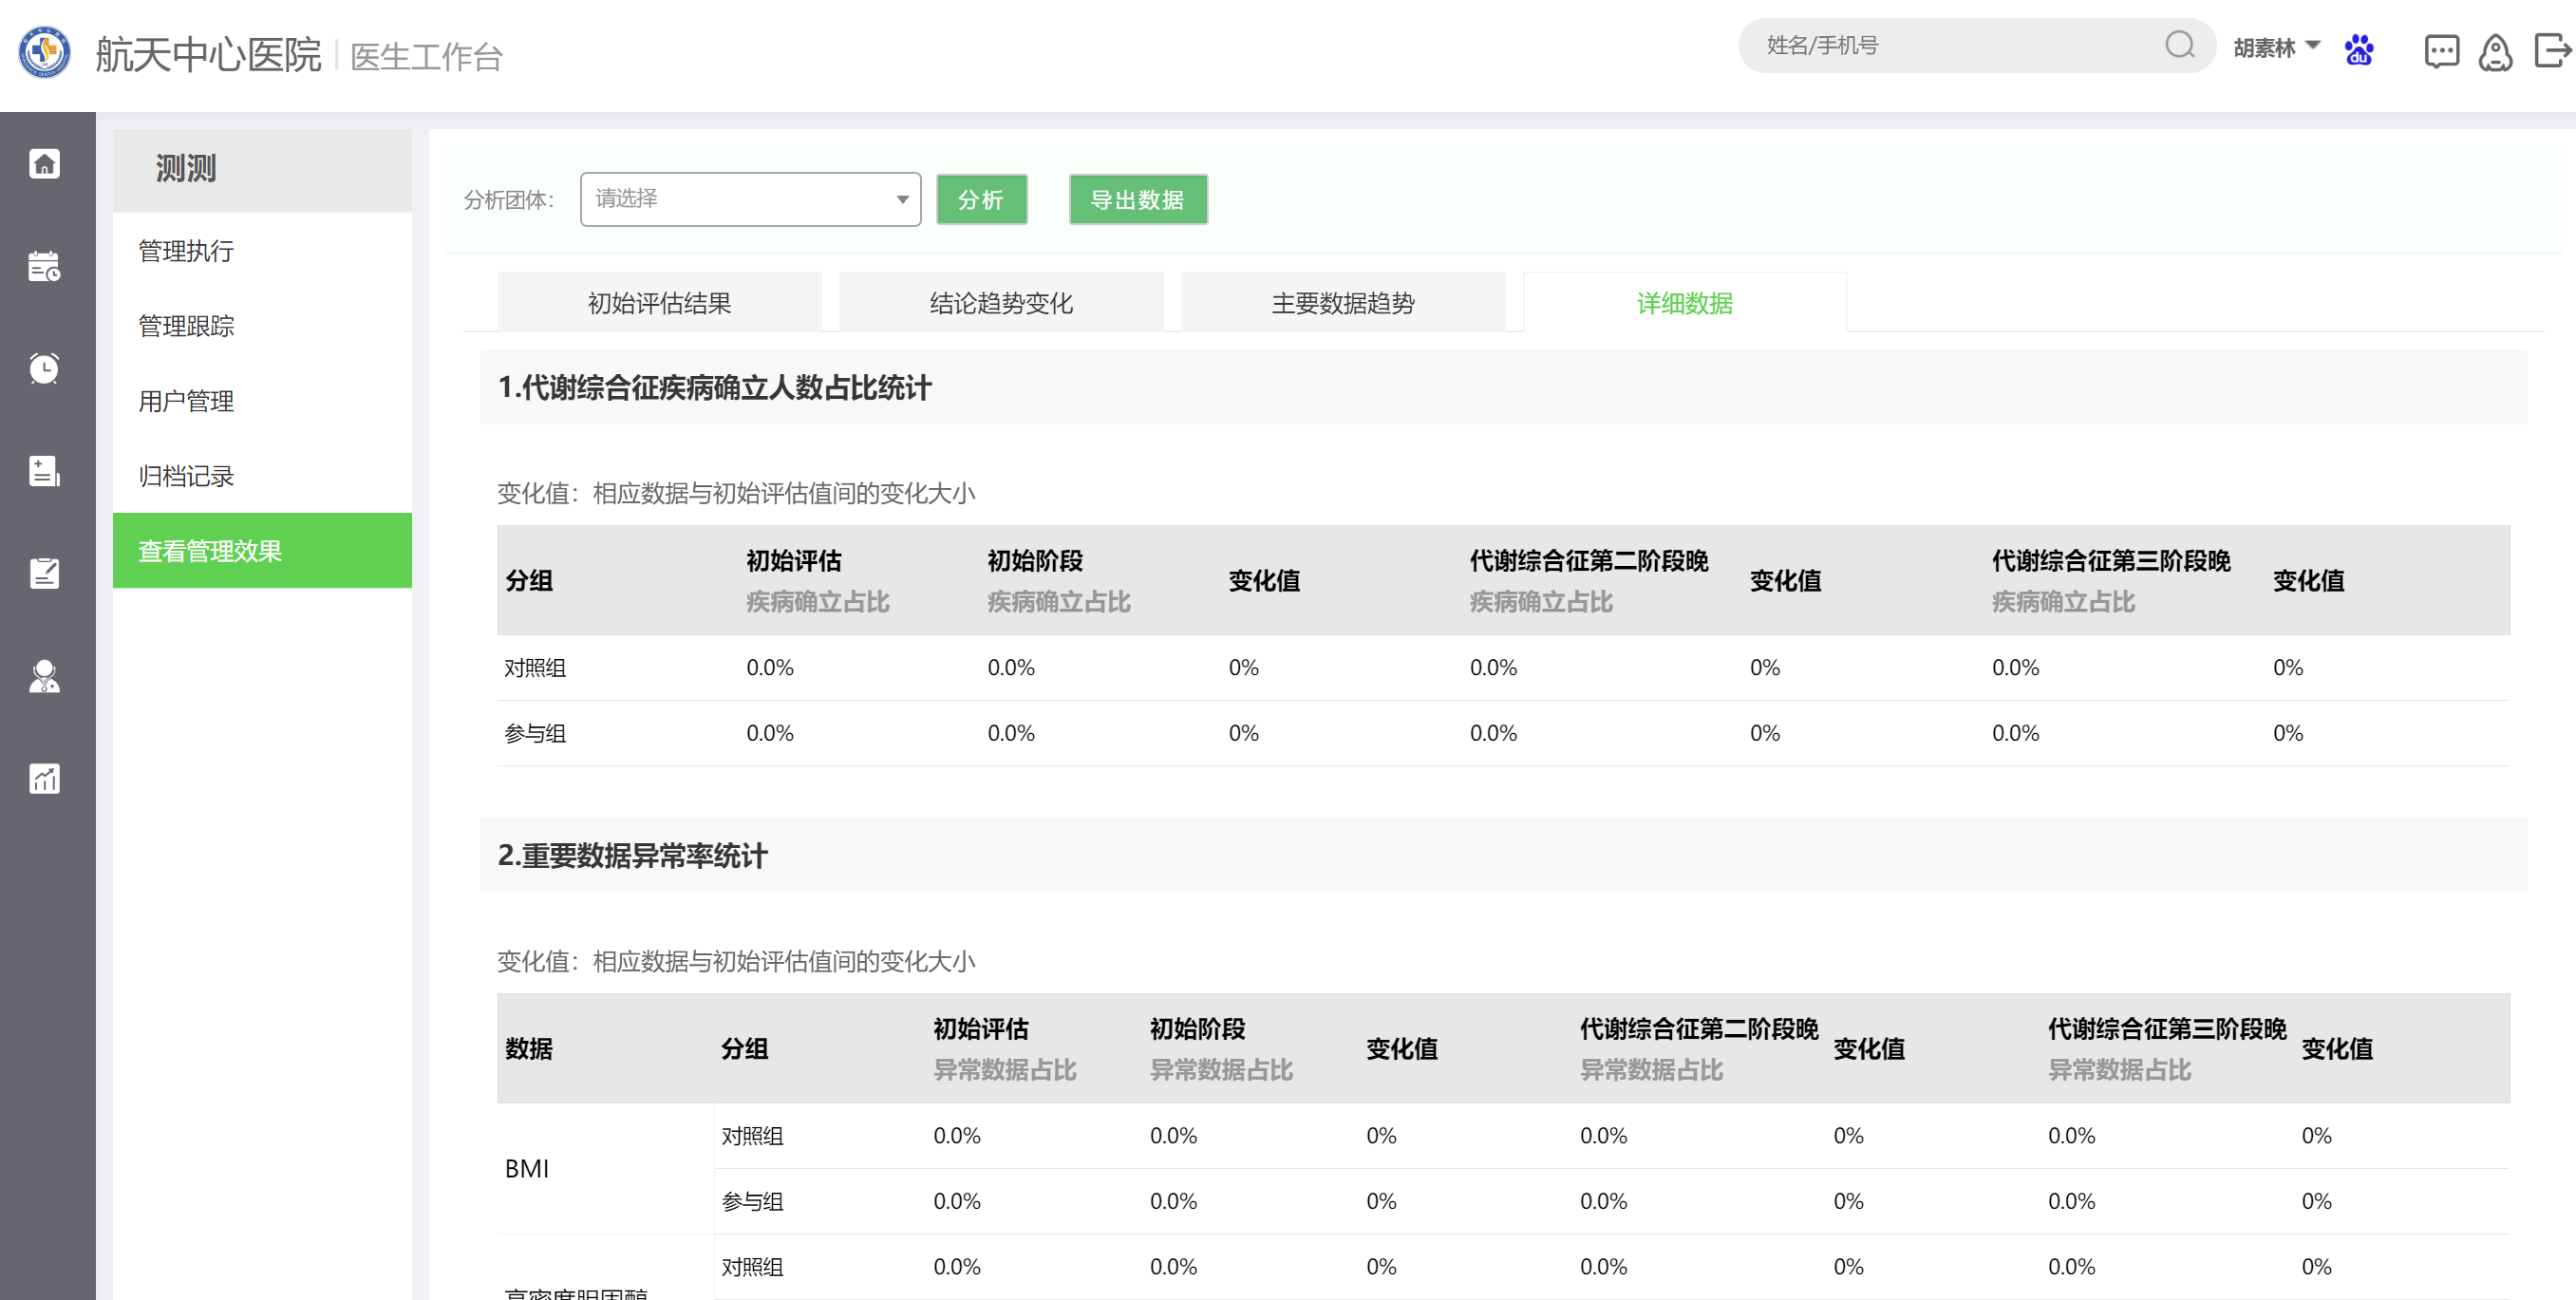 航天中心医院 医生工作台
姓名/手机号
胡素林
du
测测
管理执行
管理跟踪
用户管理
归档记录
查看管理效果
分析团体： 请选择 分析 导出数据
初始评估结果 结论趋势变化 主要数据趋势 详细数据
1.代谢综合征疾病确立人数占比统计
变化值：相应数据与初始评估值间的变化大小
分组 初始评估 疾病确立占比 初始阶段 疾病确立占比 变化值 代谢综合征第二阶段晚 疾病确立占比 变化值 代谢综合征第三阶段晚 疾病确立占比 变化值
对照组 0.0% 0.0% 0% 0.0% 0% 0.0% 0%
参与组 0.0% 0.0% 0% 0.0% 0% 0.0% 0%
2.重要数据异常率统计
变化值：相应数据与初始评估值间的变化大小
数据 分组 初始评估 异常数据占比 初始阶段 异常数据占比 变化值 代谢综合征第二阶段晚 异常数据占比 变化值 代谢综合征第三阶段晚 异常数据占比 变化值
BMI
对照组 0.0% 0.0% 0% 0.0% 0% 0.0% 0%
参与组 0.0% 0.0% 0% 0.0% 0% 0.0% 0%
高密度胆固醇
对照组 0.0% 0.0% 0% 0.0% 0% 0.0% 0%